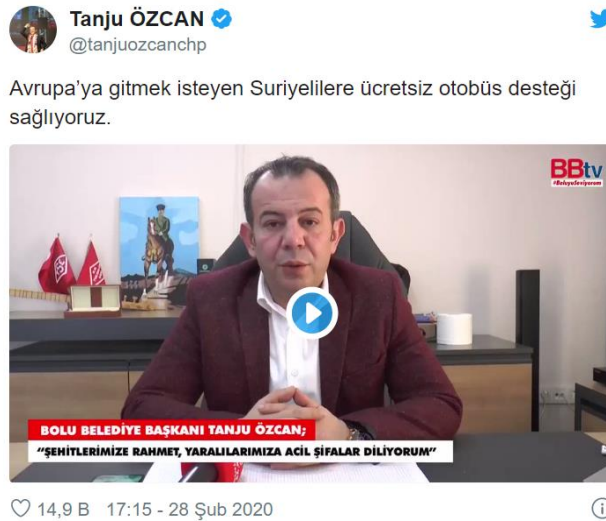 Tanju ÖZCAN
@tanjuozcanchp
Avrupa'ya gitmek isteyen Suriyelilere ücretsiz otobüs desteği
sağlıyoruz.
BBtv
#BoluyuSeviyorum
BOLU BELEDİYE BAŞKANI TANJU ÖZCAN;
"ŞEHİTLERİMİZE RAHMET, YARALILARIMIZA ACİL ŞİFALAR DİLİYORUM"
14,9 B 17:15 - 28 Şub 2020